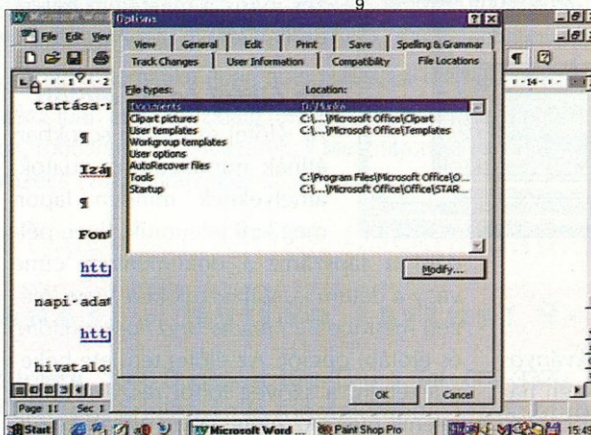 9
Microsoft Word
Options
File Edit View
View General Edit Print Save Spelling & Grammar
Track Changes User Information Compatibility File Locations
File types: Location:
Documents D:\Munka
Clipart pictures C:\...\Microsoft Office\Clipart
User templates C:\...\Microsoft Office\Templates
Workgroup templates
User options
AutoRecover files
Tools C:\Program Files\Microsoft Office\O...
Startup C:\...\Microsoft Office\Office\STAR...
Modify...
OK Cancel
¶
¶
¶
http
napi-adat
http
hivatalos
Page 11 Sec 1
Start Microsoft Word ... Paint Shop Pro 15:49